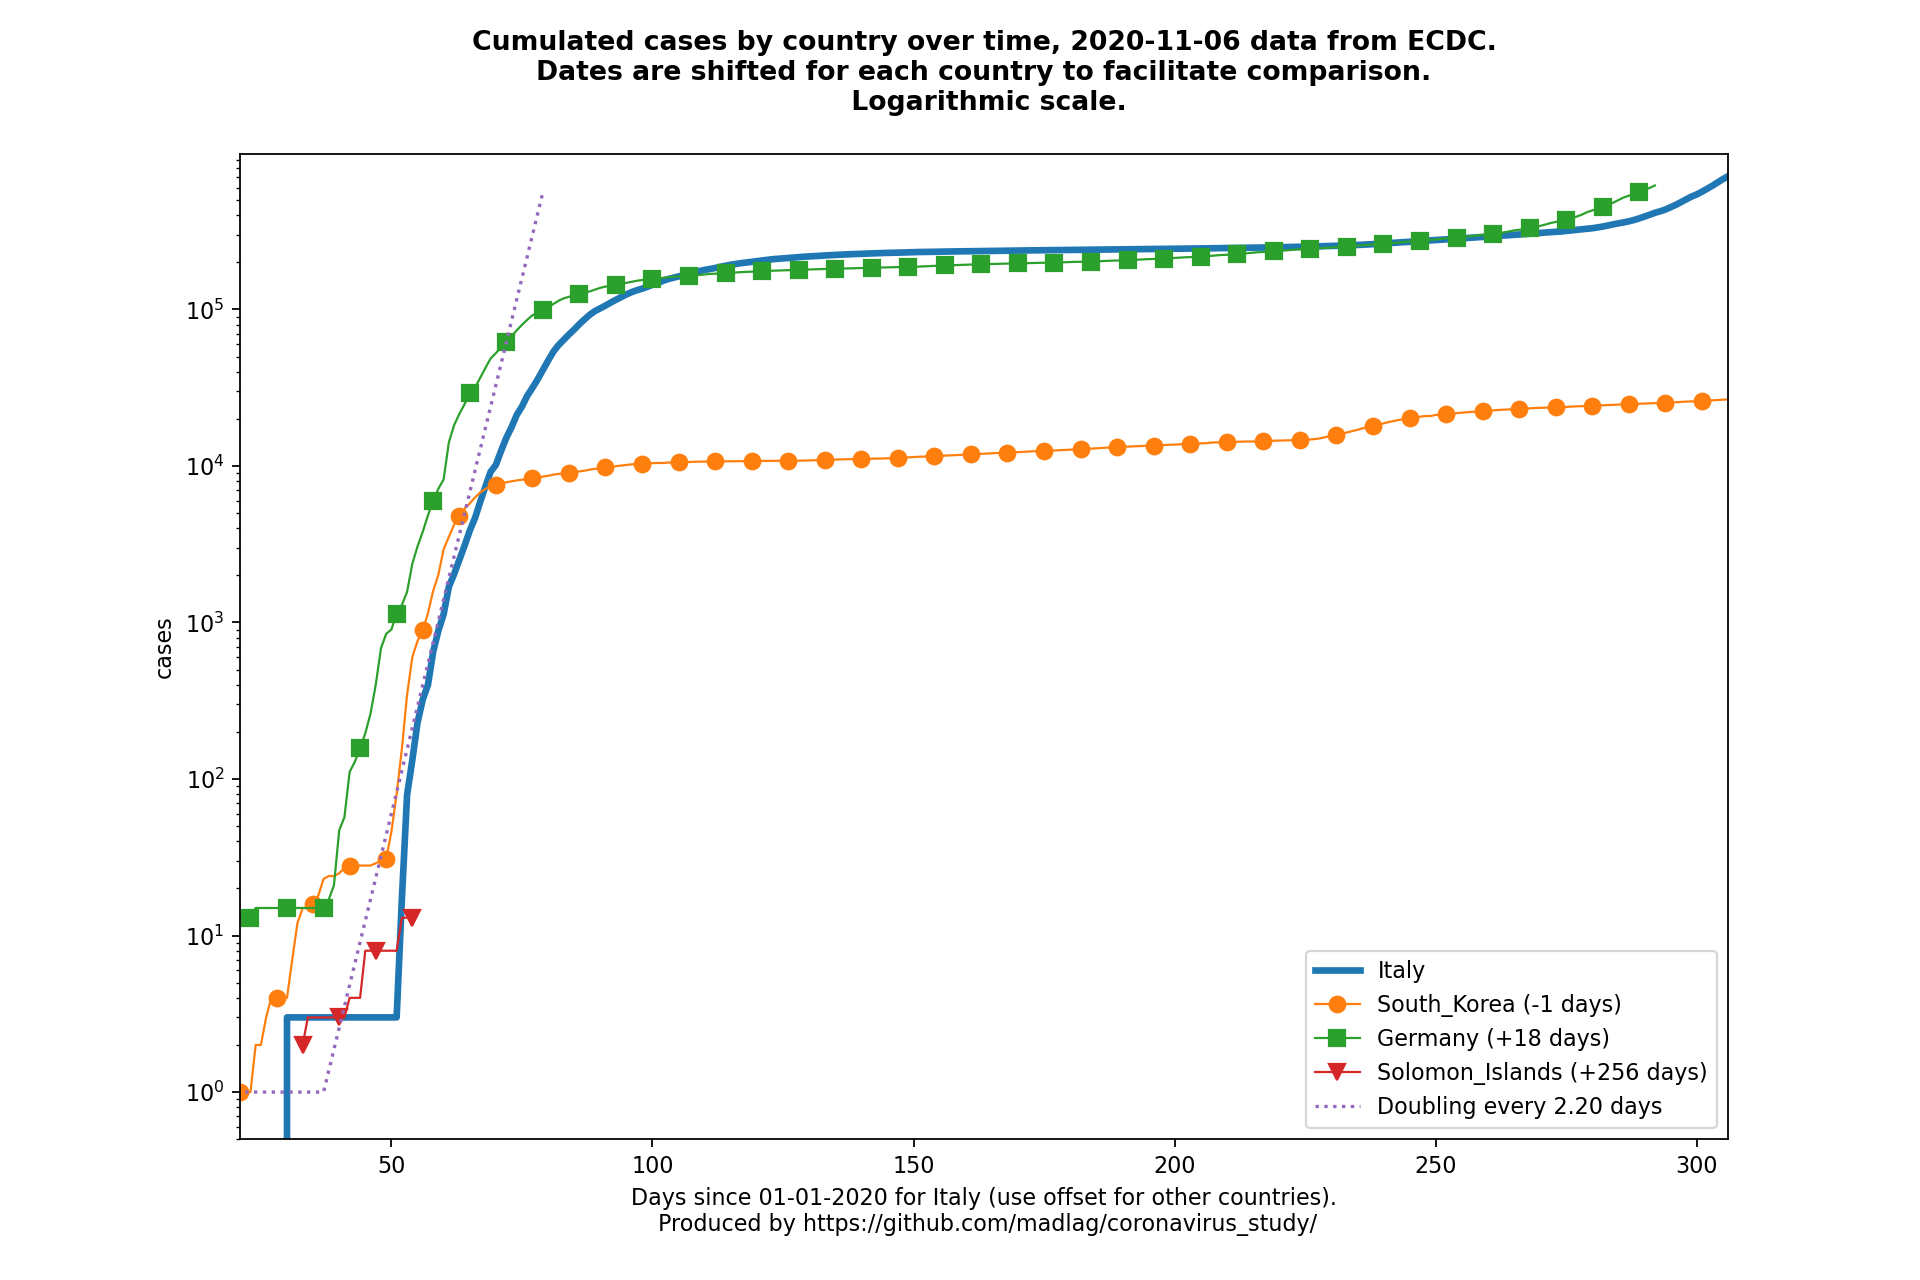 Cumulated cases by country over time, 2020-11-06 data from ECDC.
Dates are shifted for each country to facilitate comparison.
Logarithmic scale.
10^5
10^4
10^3
10^2
10^1
10^0
cases
Italy
South_Korea (-1 days)
Germany (+18 days)
Solomon_Islands (+256 days)
Doubling every 2.20 days
50 100 150 200 250 300
Days since 01-01-2020 for Italy (use offset for other countries).
Produced by https://github.com/madlag/coronavirus_study/